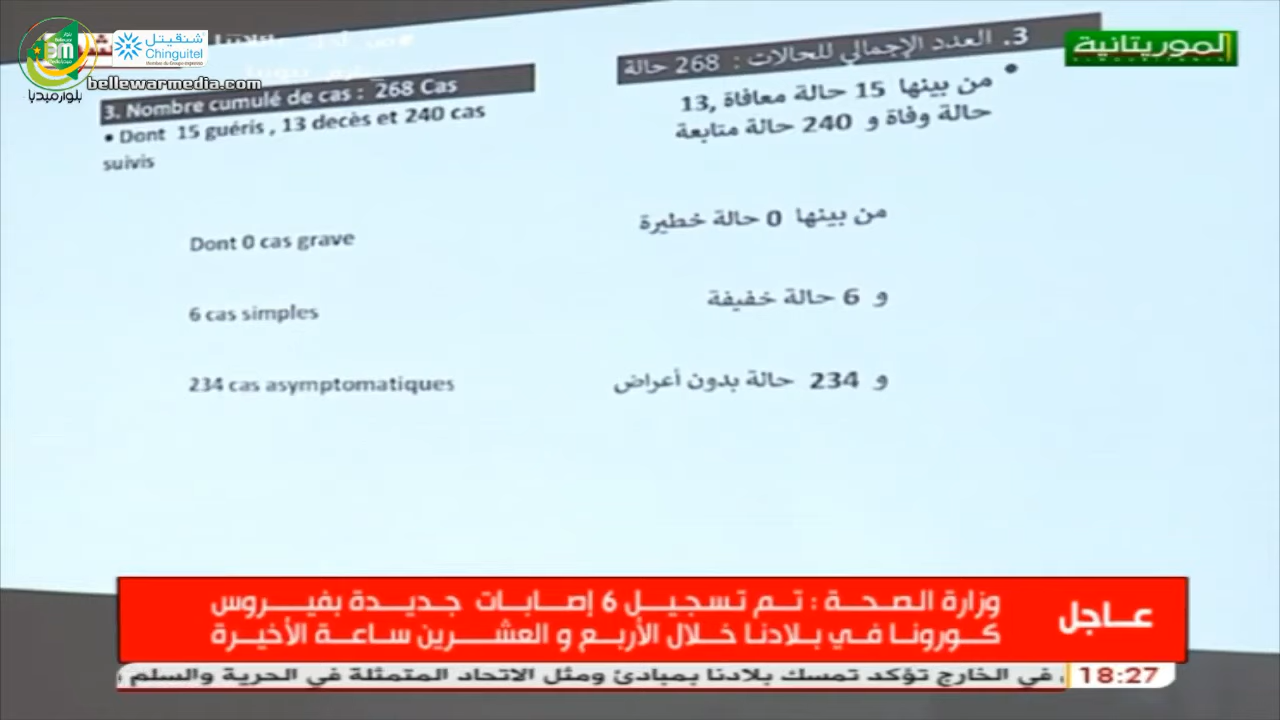 شنقيتل
Chinguitel
bellewarmedia.com
بلوارميديا
الموريتانية
3. Nombre cumulé de cas : 268 Cas
• Dont 15 guéris , 13 decès et 240 cas
suivis
Dont 0 cas grave
6 cas simples
234 cas asymptomatiques
3. العدد الإجمالي للحالات : 268 حالة
• من بينها 15 حالة معافاة ,13
حالة وفاة و 240 حالة متابعة
من بينها 0 حالة خطيرة
و 6 حالة خفيفة
و 234 حالة بدون أعراض
عاجل
وزارة الصحة : تم تسجيل 6 إصابات جديدة بفيروس
كورونا في بلادنا خلال الأربع و العشرين ساعة الأخيرة
18:27
في الخارج تؤكد تمسك بلادنا بمبادئ ومثل الاتحاد المتمثلة في الحرية والسلم